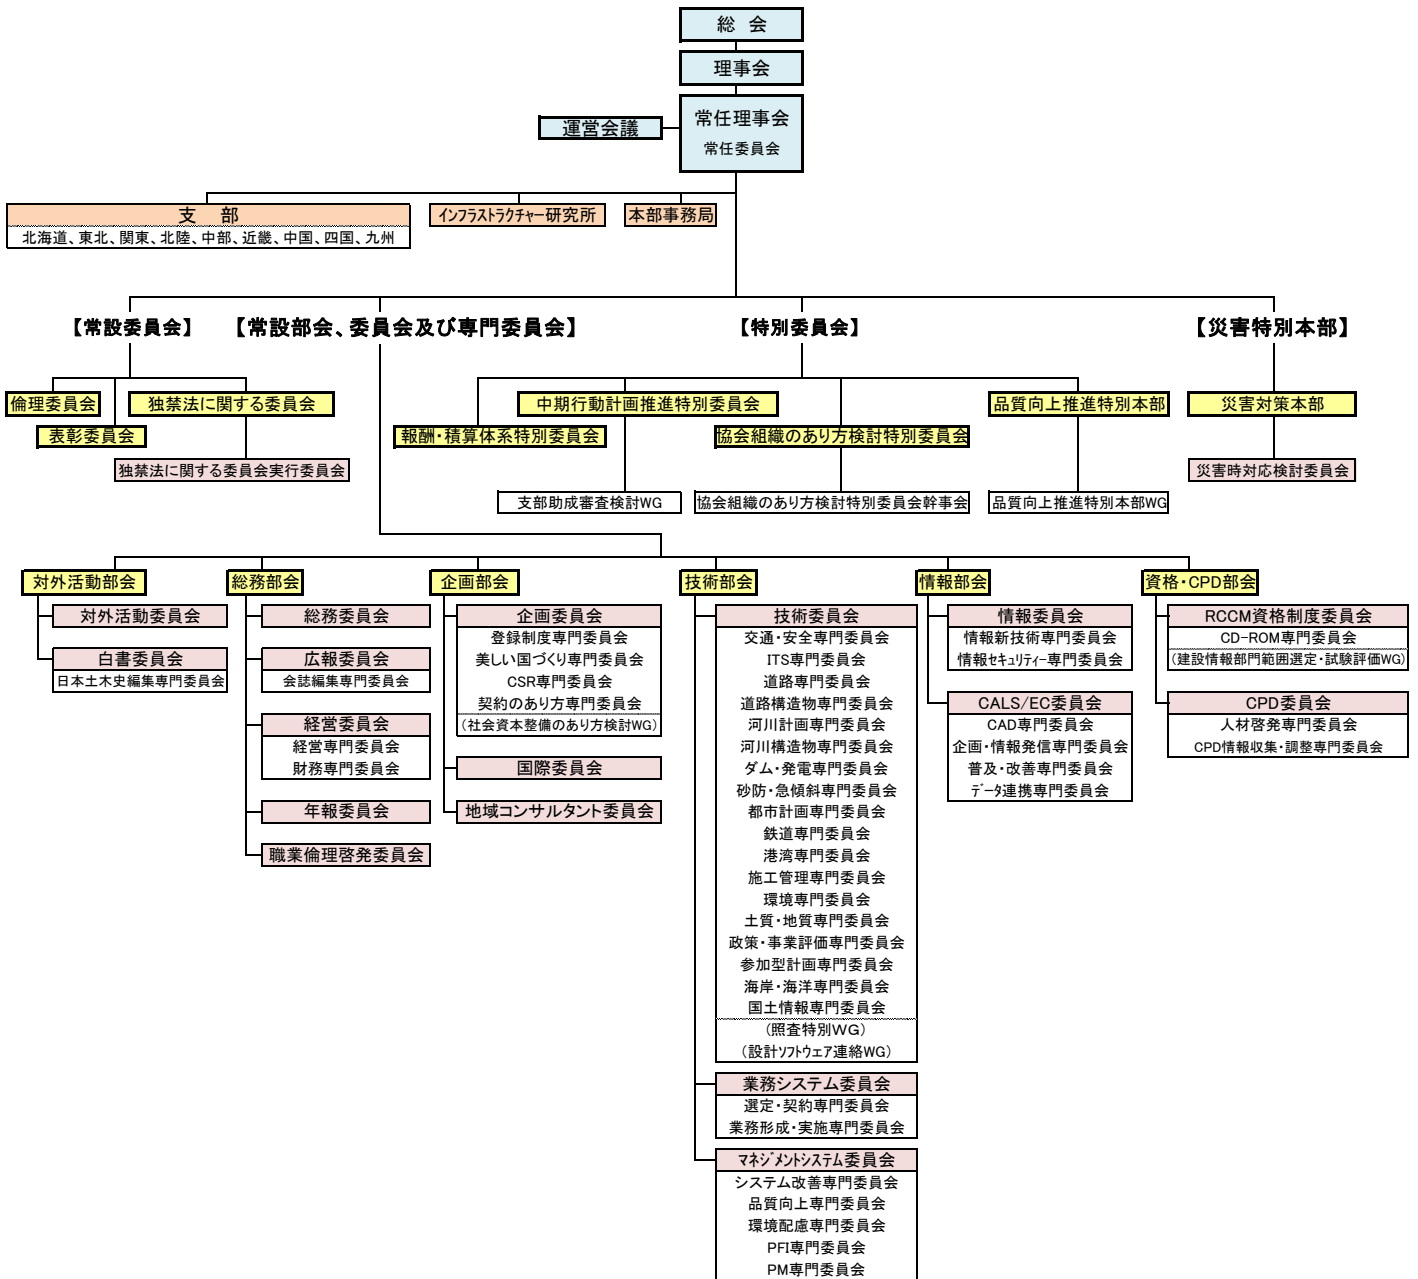 総 会
理事会
常任理事会
常任委員会
運営会議
支 部
北海道、東北、関東、北陸、中部、近畿、中国、四国、九州
インフラストラクチャー研究所
本部事務局
【常設委員会】
【常設部会、委員会及び専門委員会】
【特別委員会】
【災害特別本部】
倫理委員会
独禁法に関する委員会
表彰委員会
独禁法に関する委員会実行委員会
中期行動計画推進特別委員会
品質向上推進特別本部
報酬・積算体系特別委員会
協会組織のあり方検討特別委員会
支部助成審査検討WG
協会組織のあり方検討特別委員会幹事会
品質向上推進特別本部WG
災害対策本部
災害時対応検討委員会
対外活動部会
対外活動委員会
白書委員会
日本土木史編集専門委員会
総務部会
総務委員会
広報委員会
会誌編集専門委員会
経営委員会
経営専門委員会
財務専門委員会
年報委員会
職業倫理啓発委員会
企画部会
企画委員会
登録制度専門委員会
美しい国づくり専門委員会
CSR専門委員会
契約のあり方専門委員会
(社会資本整備のあり方検討WG)
国際委員会
地域コンサルタント委員会
技術部会
技術委員会
交通・安全専門委員会
ITS専門委員会
道路専門委員会
道路構造物専門委員会
河川計画専門委員会
河川構造物専門委員会
ダム・発電専門委員会
砂防・急傾斜専門委員会
都市計画専門委員会
鉄道専門委員会
港湾専門委員会
施工管理専門委員会
環境専門委員会
土質・地質専門委員会
政策・事業評価専門委員会
参加型計画専門委員会
海岸・海洋専門委員会
国土情報専門委員会
(照査特別WG)
(設計ソフトウェア連絡WG)
業務システム委員会
選定・契約専門委員会
業務形成・実施専門委員会
マネジメントシステム委員会
システム改善専門委員会
品質向上専門委員会
環境配慮専門委員会
PFI専門委員会
PM専門委員会
情報部会
情報委員会
情報新技術専門委員会
情報セキュリティー専門委員会
CALS/EC委員会
CAD専門委員会
企画・情報発信専門委員会
普及・改善専門委員会
データ連携専門委員会
資格・CPD部会
RCCM資格制度委員会
CD-ROM専門委員会
(建設情報部門範囲選定・試験評価WG)
CPD委員会
人材啓発専門委員会
CPD情報収集・調整専門委員会